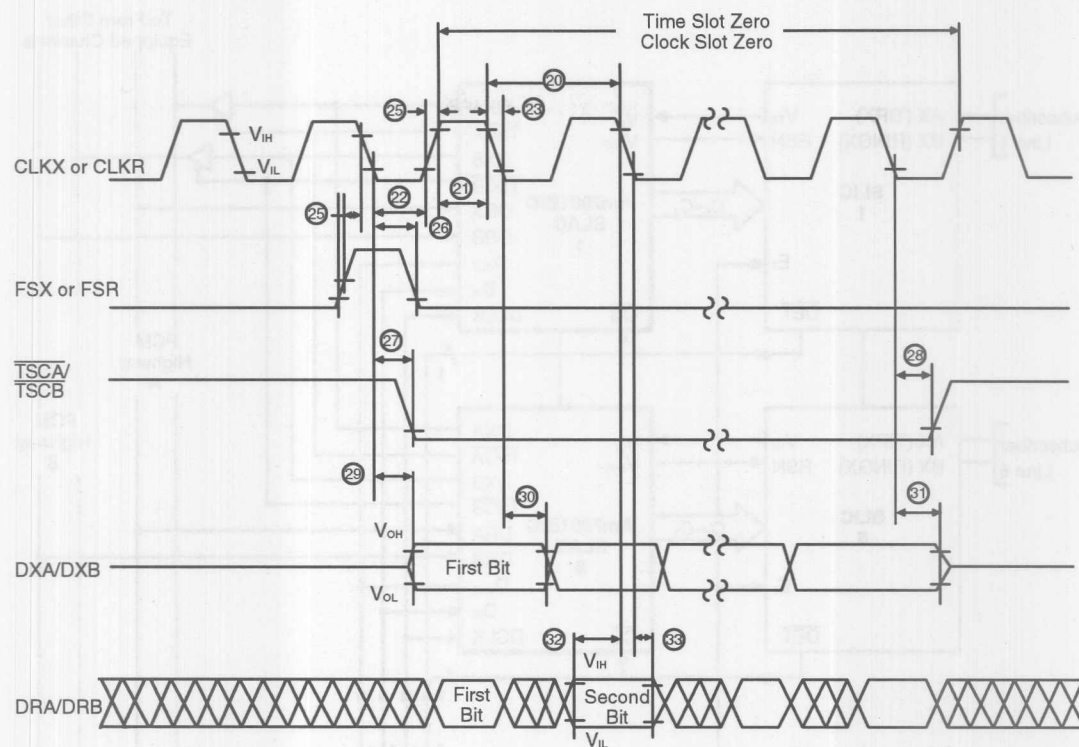 Time Slot Zero
Clock Slot Zero
20
25
23
VIH
VIL
CLKX or CLKR
22
21
25
26
FSX or FSR
27
TSCA/
TSCB
28
29
30
31
VOH
DXA/DXB
First Bit
VOL
32
33
VIH
DRA/DRB
First
Bit
Second
Bit
VIL